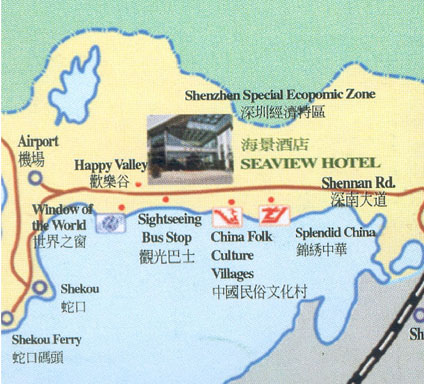 Shenzhen Special Ecopomic Zone
深圳經濟特區
Airport
機場
海景酒店
SEAVIEW HOTEL
Happy Valley
歡樂谷
Shennan Rd.
深南大道
Window of
the World
世界之窗
Sightseeing
Bus Stop
觀光巴士
China Folk
Culture
Villages
中國民俗文化村
Splendid China
錦綉中華
Shekou
蛇口
Shekou Ferry
蛇口碼頭
Sh